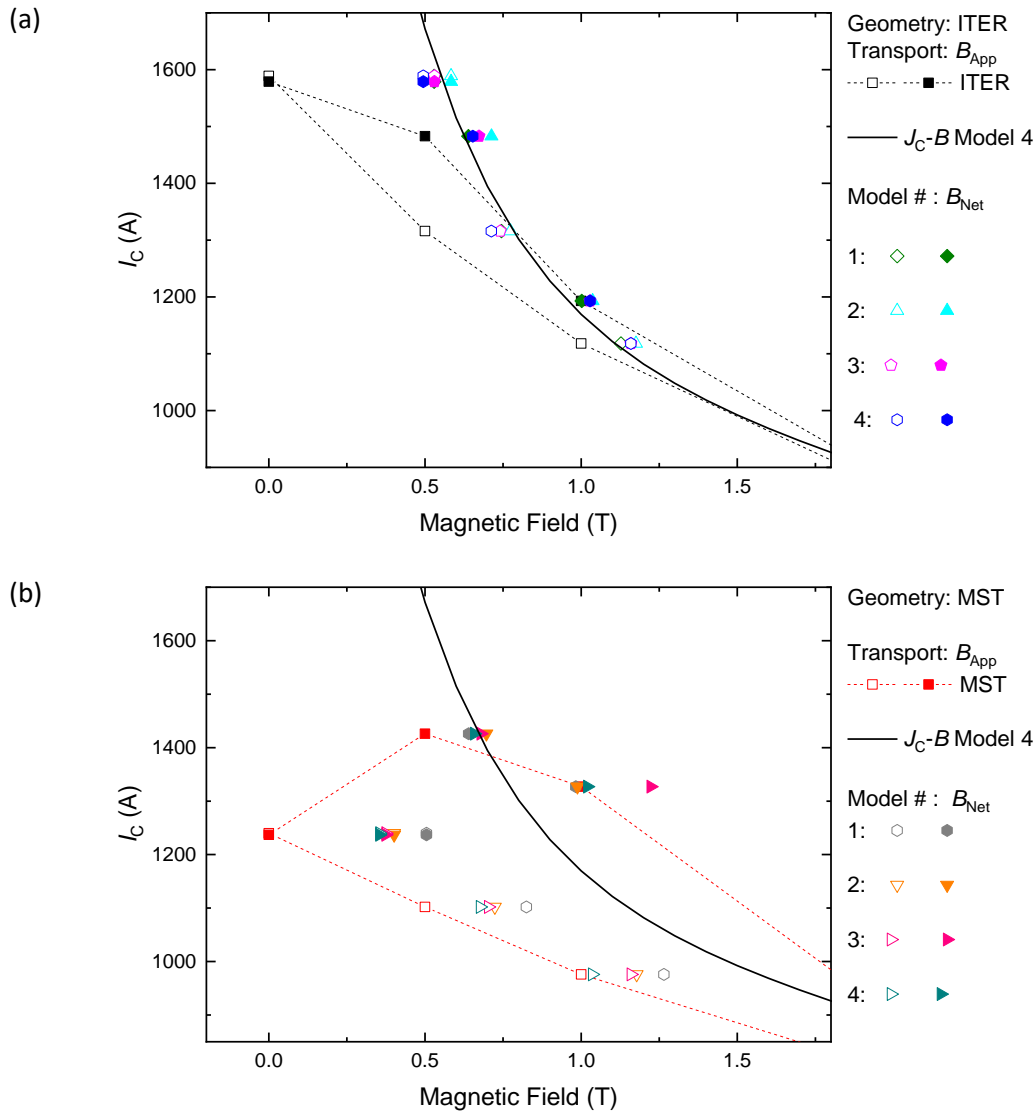 (a)
1600
1400
1200
1000
I_C (A)
0.0 0.5 1.0 1.5
Magnetic Field (T)
Geometry: ITER
Transport: B_App
ITER
J_C-B Model 4
Model # : B_Net
1:
2:
3:
4:
(b)
1600
1400
1200
1000
I_C (A)
0.0 0.5 1.0 1.5
Magnetic Field (T)
Geometry: MST
Transport: B_App
MST
J_C-B Model 4
Model # : B_Net
1:
2:
3:
4: